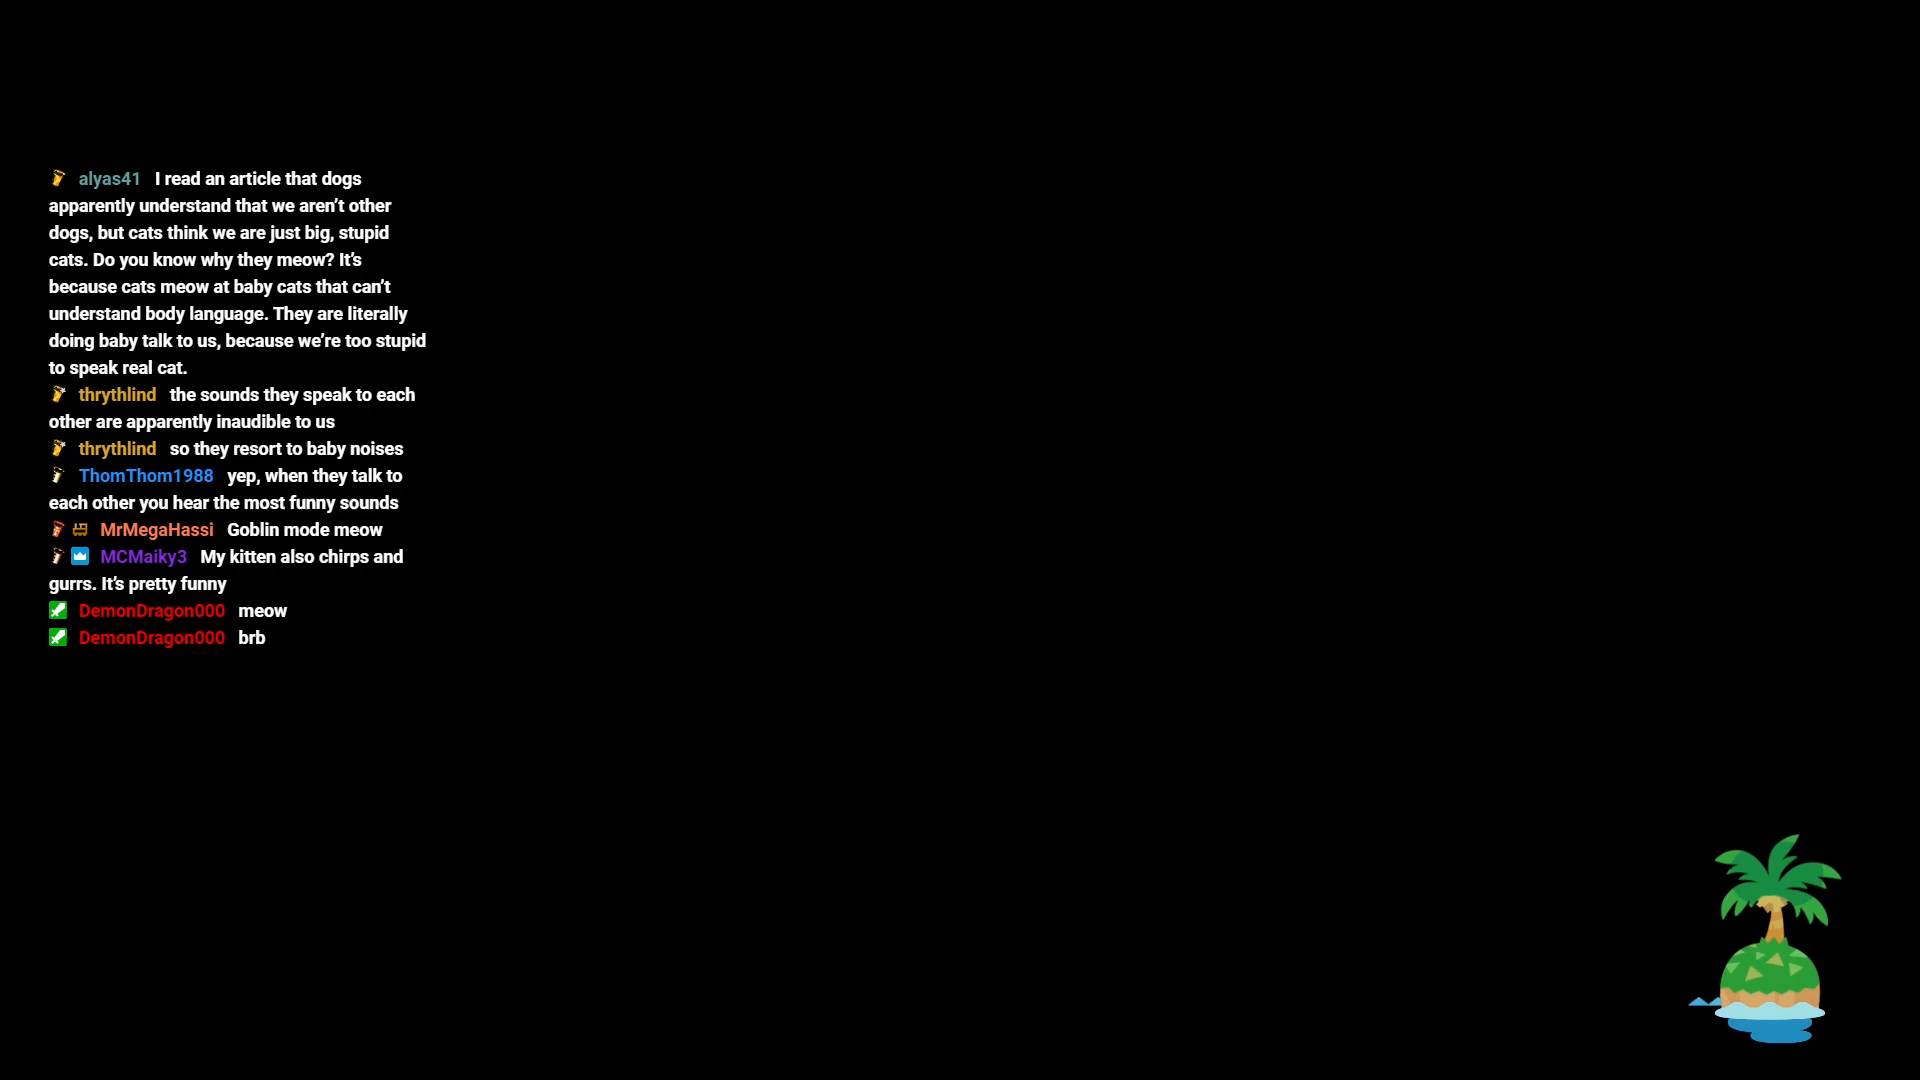 alyas41 I read an article that dogs
apparently understand that we aren’t other
dogs, but cats think we are just big, stupid
cats. Do you know why they meow? It’s
because cats meow at baby cats that can’t
understand body language. They are literally
doing baby talk to us, because we’re too stupid
to speak real cat.
thrythlind the sounds they speak to each
other are apparently inaudible to us
thrythlind so they resort to baby noises
ThomThom1988 yep, when they talk to
each other you hear the most funny sounds
MrMegaHassi Goblin mode meow
MCMaiky3 My kitten also chirps and
gurrs. It’s pretty funny
DemonDragon000 meow
DemonDragon000 brb